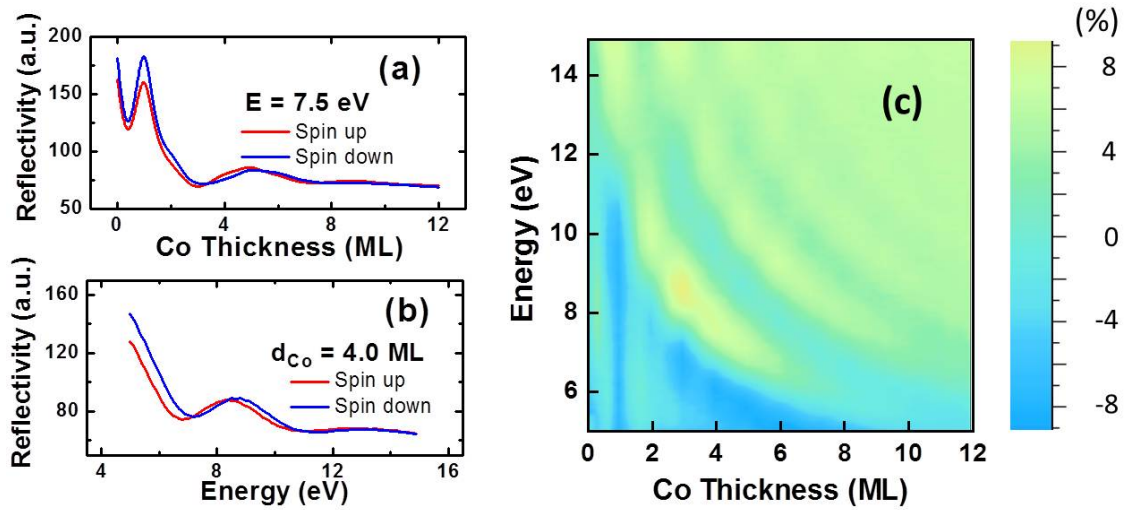 200
150
100
50
Reflectivity (a.u.)
(a)
E = 7.5 eV
Spin up
Spin down
0
4
8
12
Co Thickness (ML)
160
120
80
Reflectivity (a.u.)
(b)
dCo = 4.0 ML
Spin up
Spin down
4
8
12
16
Energy (eV)
14
12
10
8
6
Energy (eV)
(c)
0
2
4
6
8
10
12
Co Thickness (ML)
(%)
8
4
0
-4
-8